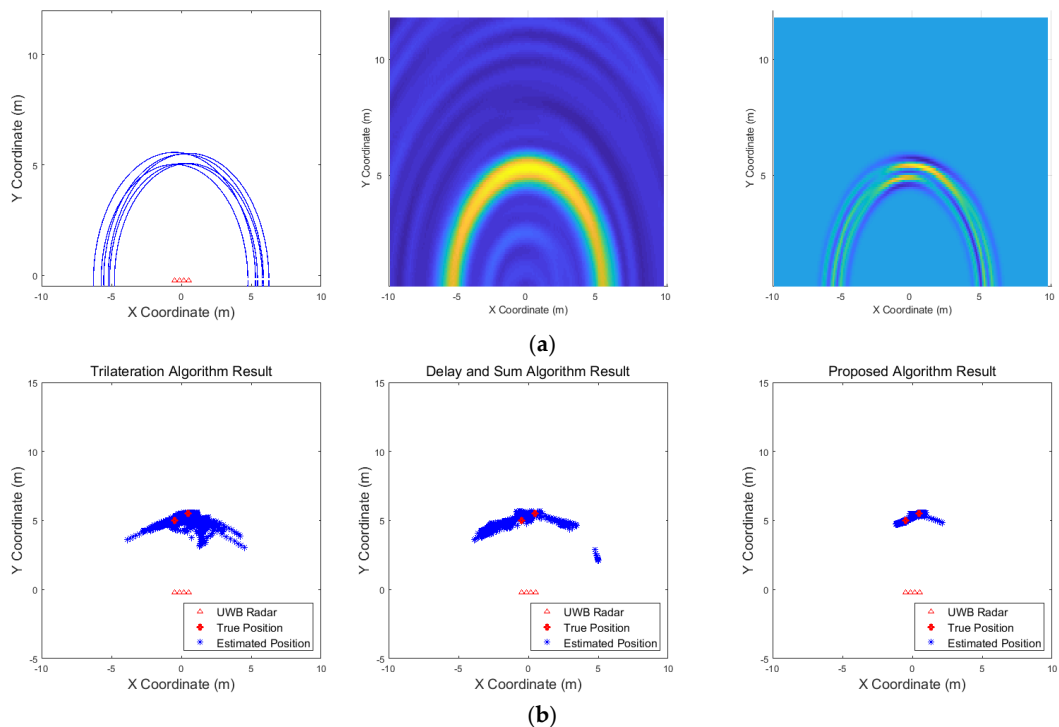 Y Coordinate (m)
10
5
0
-10 -5 0 5 10
X Coordinate (m)
Y Coordinate (m)
10
5
-10 -5 0 5 10
X Coordinate (m)
Y Coordinate (m)
10
5
-10 -5 0 5 10
X Coordinate (m)
(a)
Trilateration Algorithm Result
Y Coordinate (m)
15
10
5
0
-5
-10 -5 0 5 10
UWB Radar
True Position
Estimated Position
X Coordinate (m)
Delay and Sum Algorithm Result
Y Coordinate (m)
15
10
5
0
-5
-10 -5 0 5 10
UWB Radar
True Position
Estimated Position
X Coordinate (m)
Proposed Algorithm Result
Y Coordinate (m)
15
10
5
0
-5
-10 -5 0 5 10
UWB Radar
True Position
Estimated Position
X Coordinate (m)
(b)